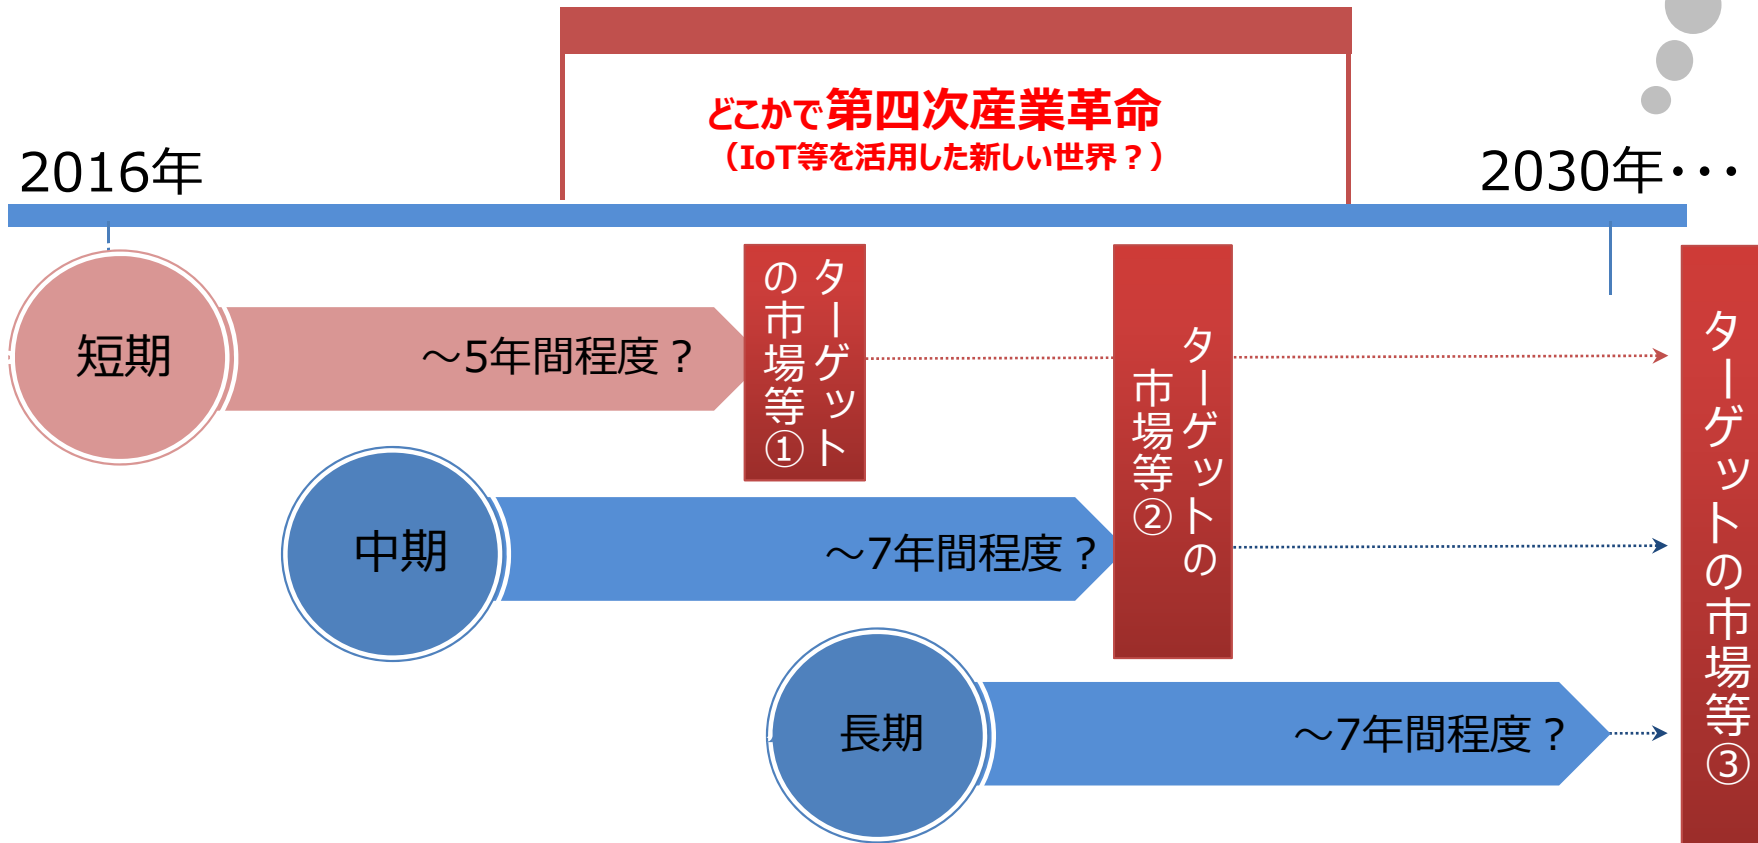 どこかで第四次産業革命
（IoT等を活用した新しい世界？）
2016年
2030年・・・
短期
～5年間程度？
ターゲット
の市場等①
中期
～7年間程度？
ターゲットの
市場等②
長期
～7年間程度？
ターゲットの市場等③